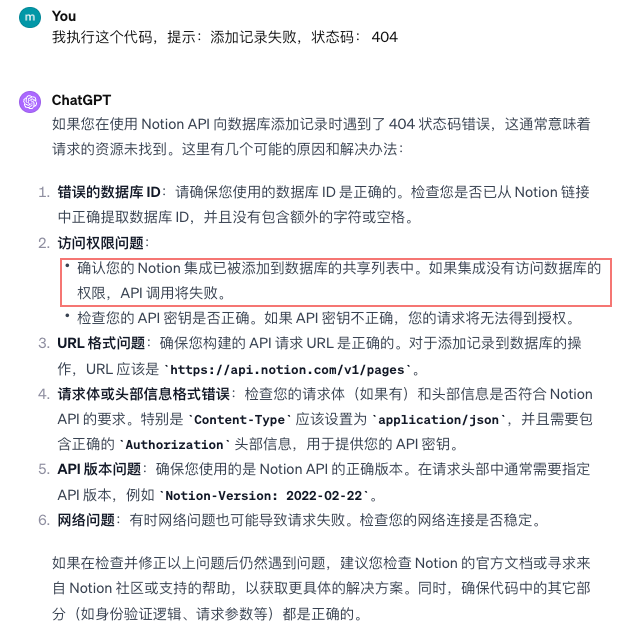 m
You
我执行这个代码，提示：添加记录失败，状态码： 404
ChatGPT
如果您在使用 Notion API 向数据库添加记录时遇到了 404 状态码错误，这通常意味着
请求的资源未找到。这里有几个可能的原因和解决办法：
1. 错误的数据库 ID：请确保您使用的数据库 ID 是正确的。检查您是否已从 Notion 链接
中正确提取数据库 ID，并且没有包含额外的字符或空格。
2. 访问权限问题：
• 确认您的 Notion 集成已被添加到数据库的共享列表中。如果集成没有访问数据库的
权限，API 调用将失败。
• 检查您的 API 密钥是否正确。如果 API 密钥不正确，您的请求将无法得到授权。
3. URL 格式问题：确保您构建的 API 请求 URL 是正确的。对于添加记录到数据库的操
作，URL 应该是 `https://api.notion.com/v1/pages`。
4. 请求体或头部信息格式错误：检查您的请求体（如果有）和头部信息是否符合 Notion
API 的要求。特别是 `Content-Type` 应该设置为 `application/json`，并且需要包
含正确的 `Authorization` 头部信息，用于提供您的 API 密钥。
5. API 版本问题：确保您使用的是 Notion API 的正确版本。在请求头部中通常需要指定
API 版本，例如 `Notion-Version: 2022-02-22`。
6. 网络问题：有时网络问题也可能导致请求失败。检查您的网络连接是否稳定。
如果在检查并修正以上问题后仍然遇到问题，建议您检查 Notion 的官方文档或寻求来
自 Notion 社区或支持的帮助，以获取更具体的解决方案。同时，确保代码中的其它部
分（如身份验证逻辑、请求参数等）都是正确的。